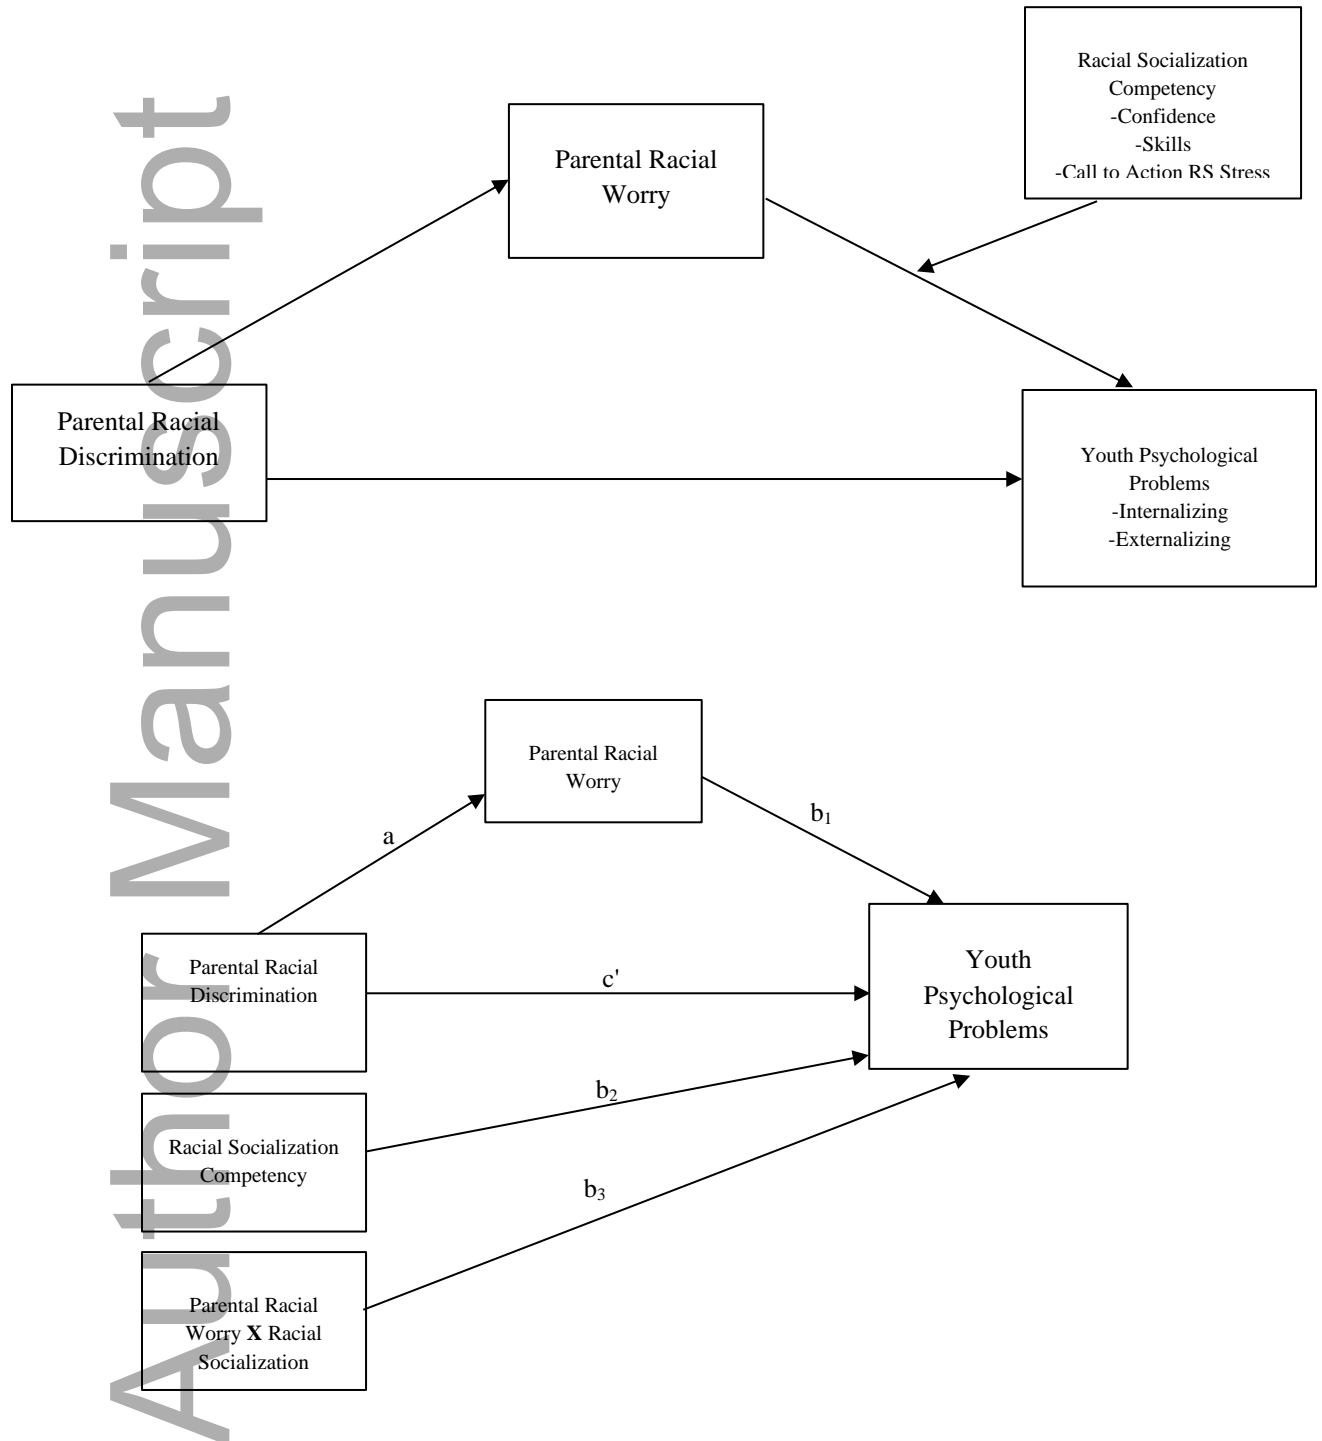 Author Manuscript
Racial Socialization
Competency
-Confidence
-Skills
-Call to Action RS Stress
Parental Racial
Worry
Parental Racial
Discrimination
Youth Psychological
Problems
-Internalizing
-Externalizing
Parental Racial
Worry
a
b1
Parental Racial
Discrimination
c'
Youth
Psychological
Problems
b2
Racial Socialization
Competency
b3
Parental Racial
Worry X Racial
Socialization